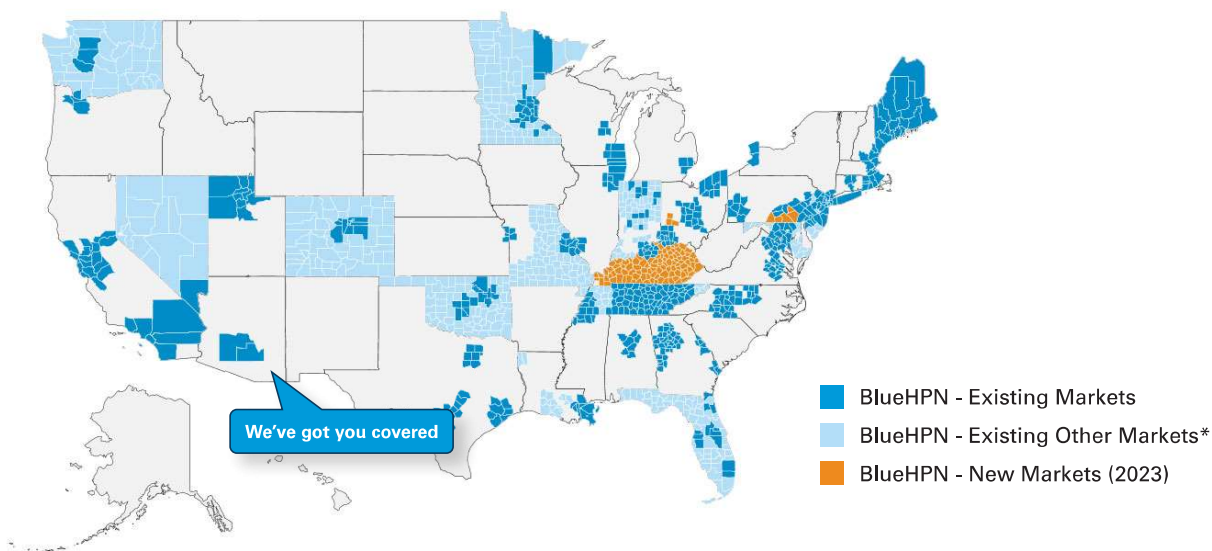 We've got you covered
BlueHPN - Existing Markets
BlueHPN - Existing Other Markets*
BlueHPN - New Markets (2023)